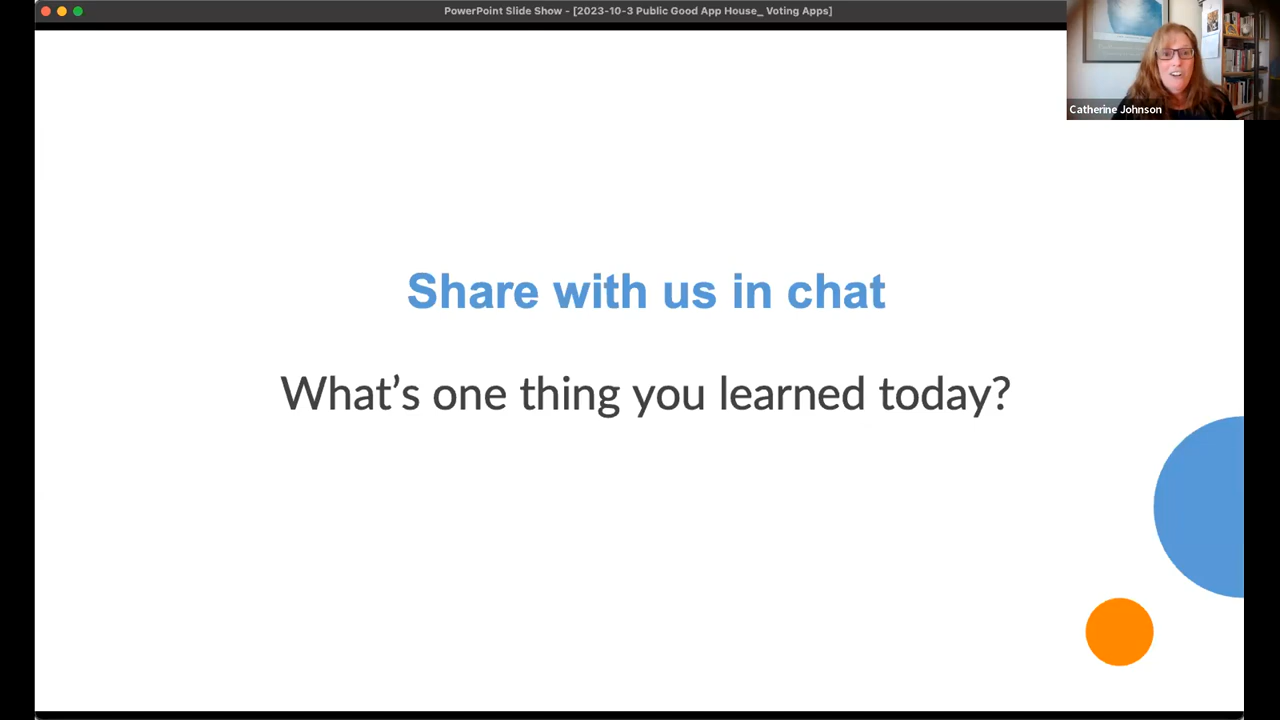 PowerPoint Slide Show - [2023-10-3 Public Good App House_ Voting Apps]
Catherine Johnson
Share with us in chat
What’s one thing you learned today?